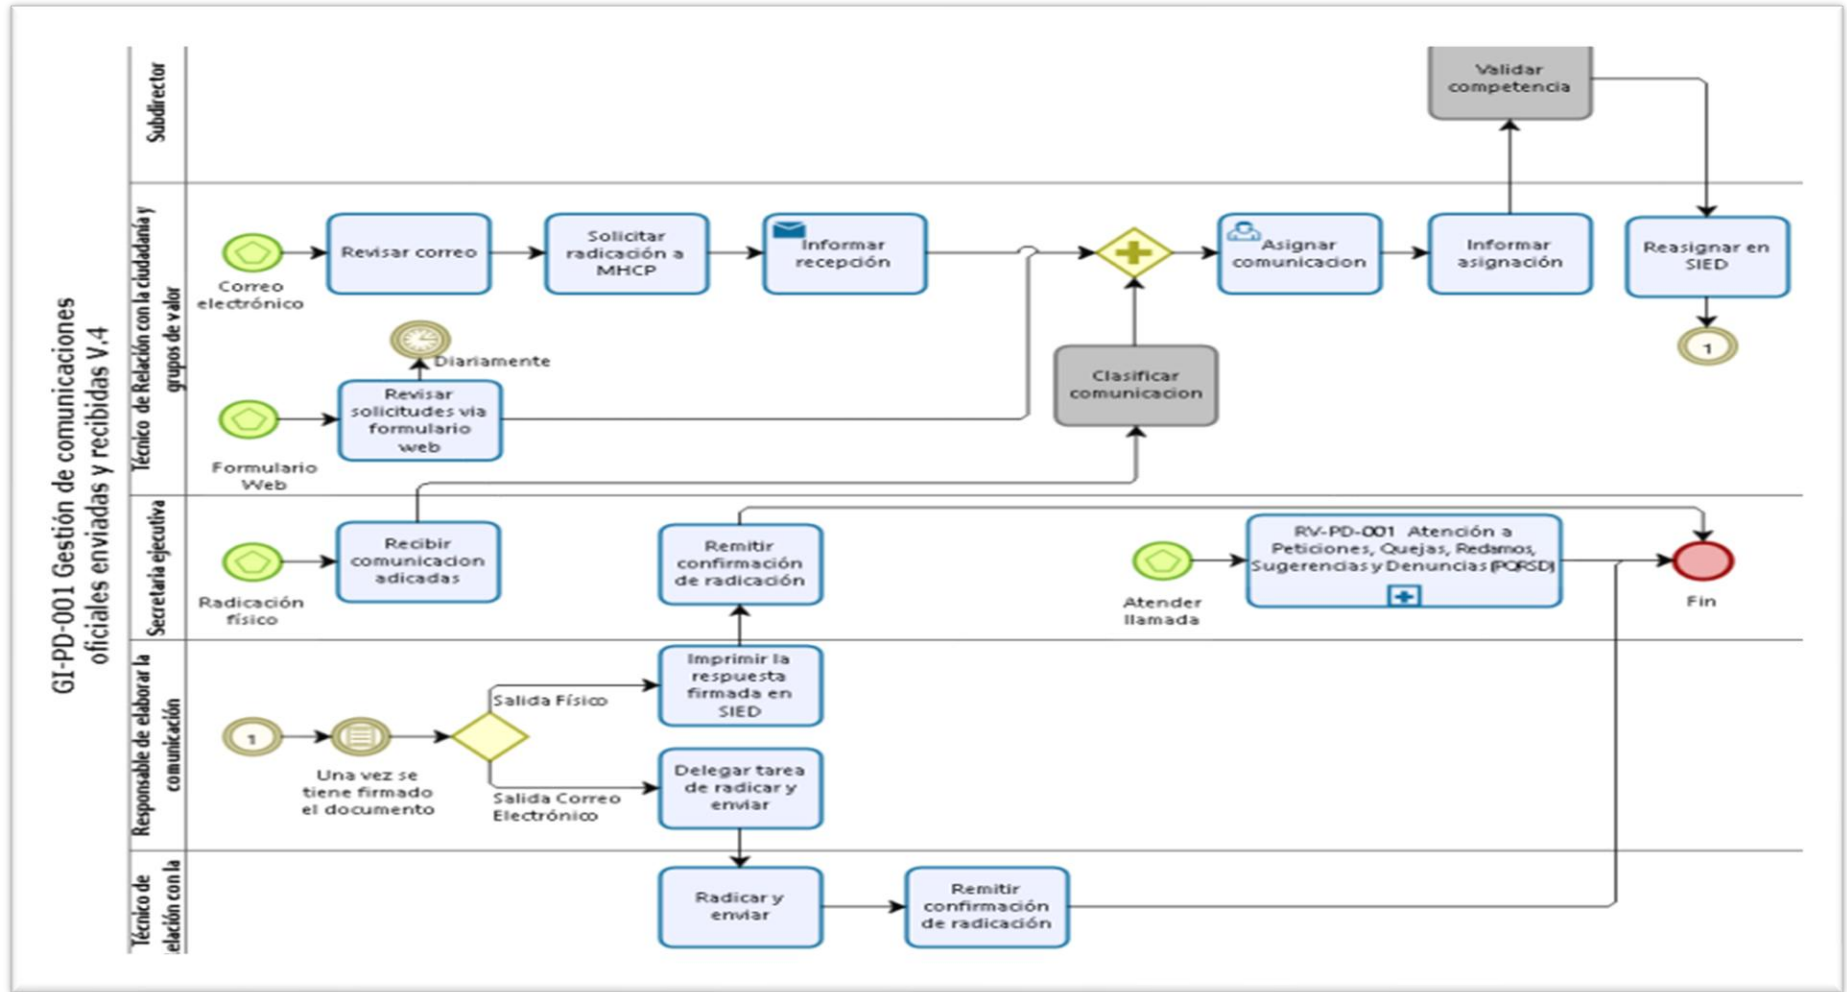 GI-PD-001 Gestión de comunicaciones
oficiales enviadas y recibidas V.4
Subdirector
Validar
competencia
Técnico de Relación con la ciudadanía y
grupos de valor
Correo
electrónico
Revisar correo
Solicitar
radicación a
MHCP
Informar
recepción
Asignar
comunicacion
Informar
asignación
Reasignar en
SIED
1
Diariamente
Formulario
Web
Revisar
solicitudes via
formulario
web
Clasificar
comunicacion
Secretaria ejecutiva
Radicación
físico
Recibir
comunicacion
adicadas
Remitir
confirmación
de radicación
Atender
llamada
RV-PD-001 Atención a
Peticiones, Quejas, Reclamos,
Sugerencias y Denuncias (PQRSD)
Fin
Responsable de elaborar la
comunicación
1
Una vez se
tiene firmado
el documento
Salida Físico
Salida Correo
Electrónico
Imprimir la
respuesta
firmada en
SIED
Delegar tarea
de radicar y
enviar
Técnico de
elación con la
Radicar y
enviar
Remitir
confirmación
de radicación